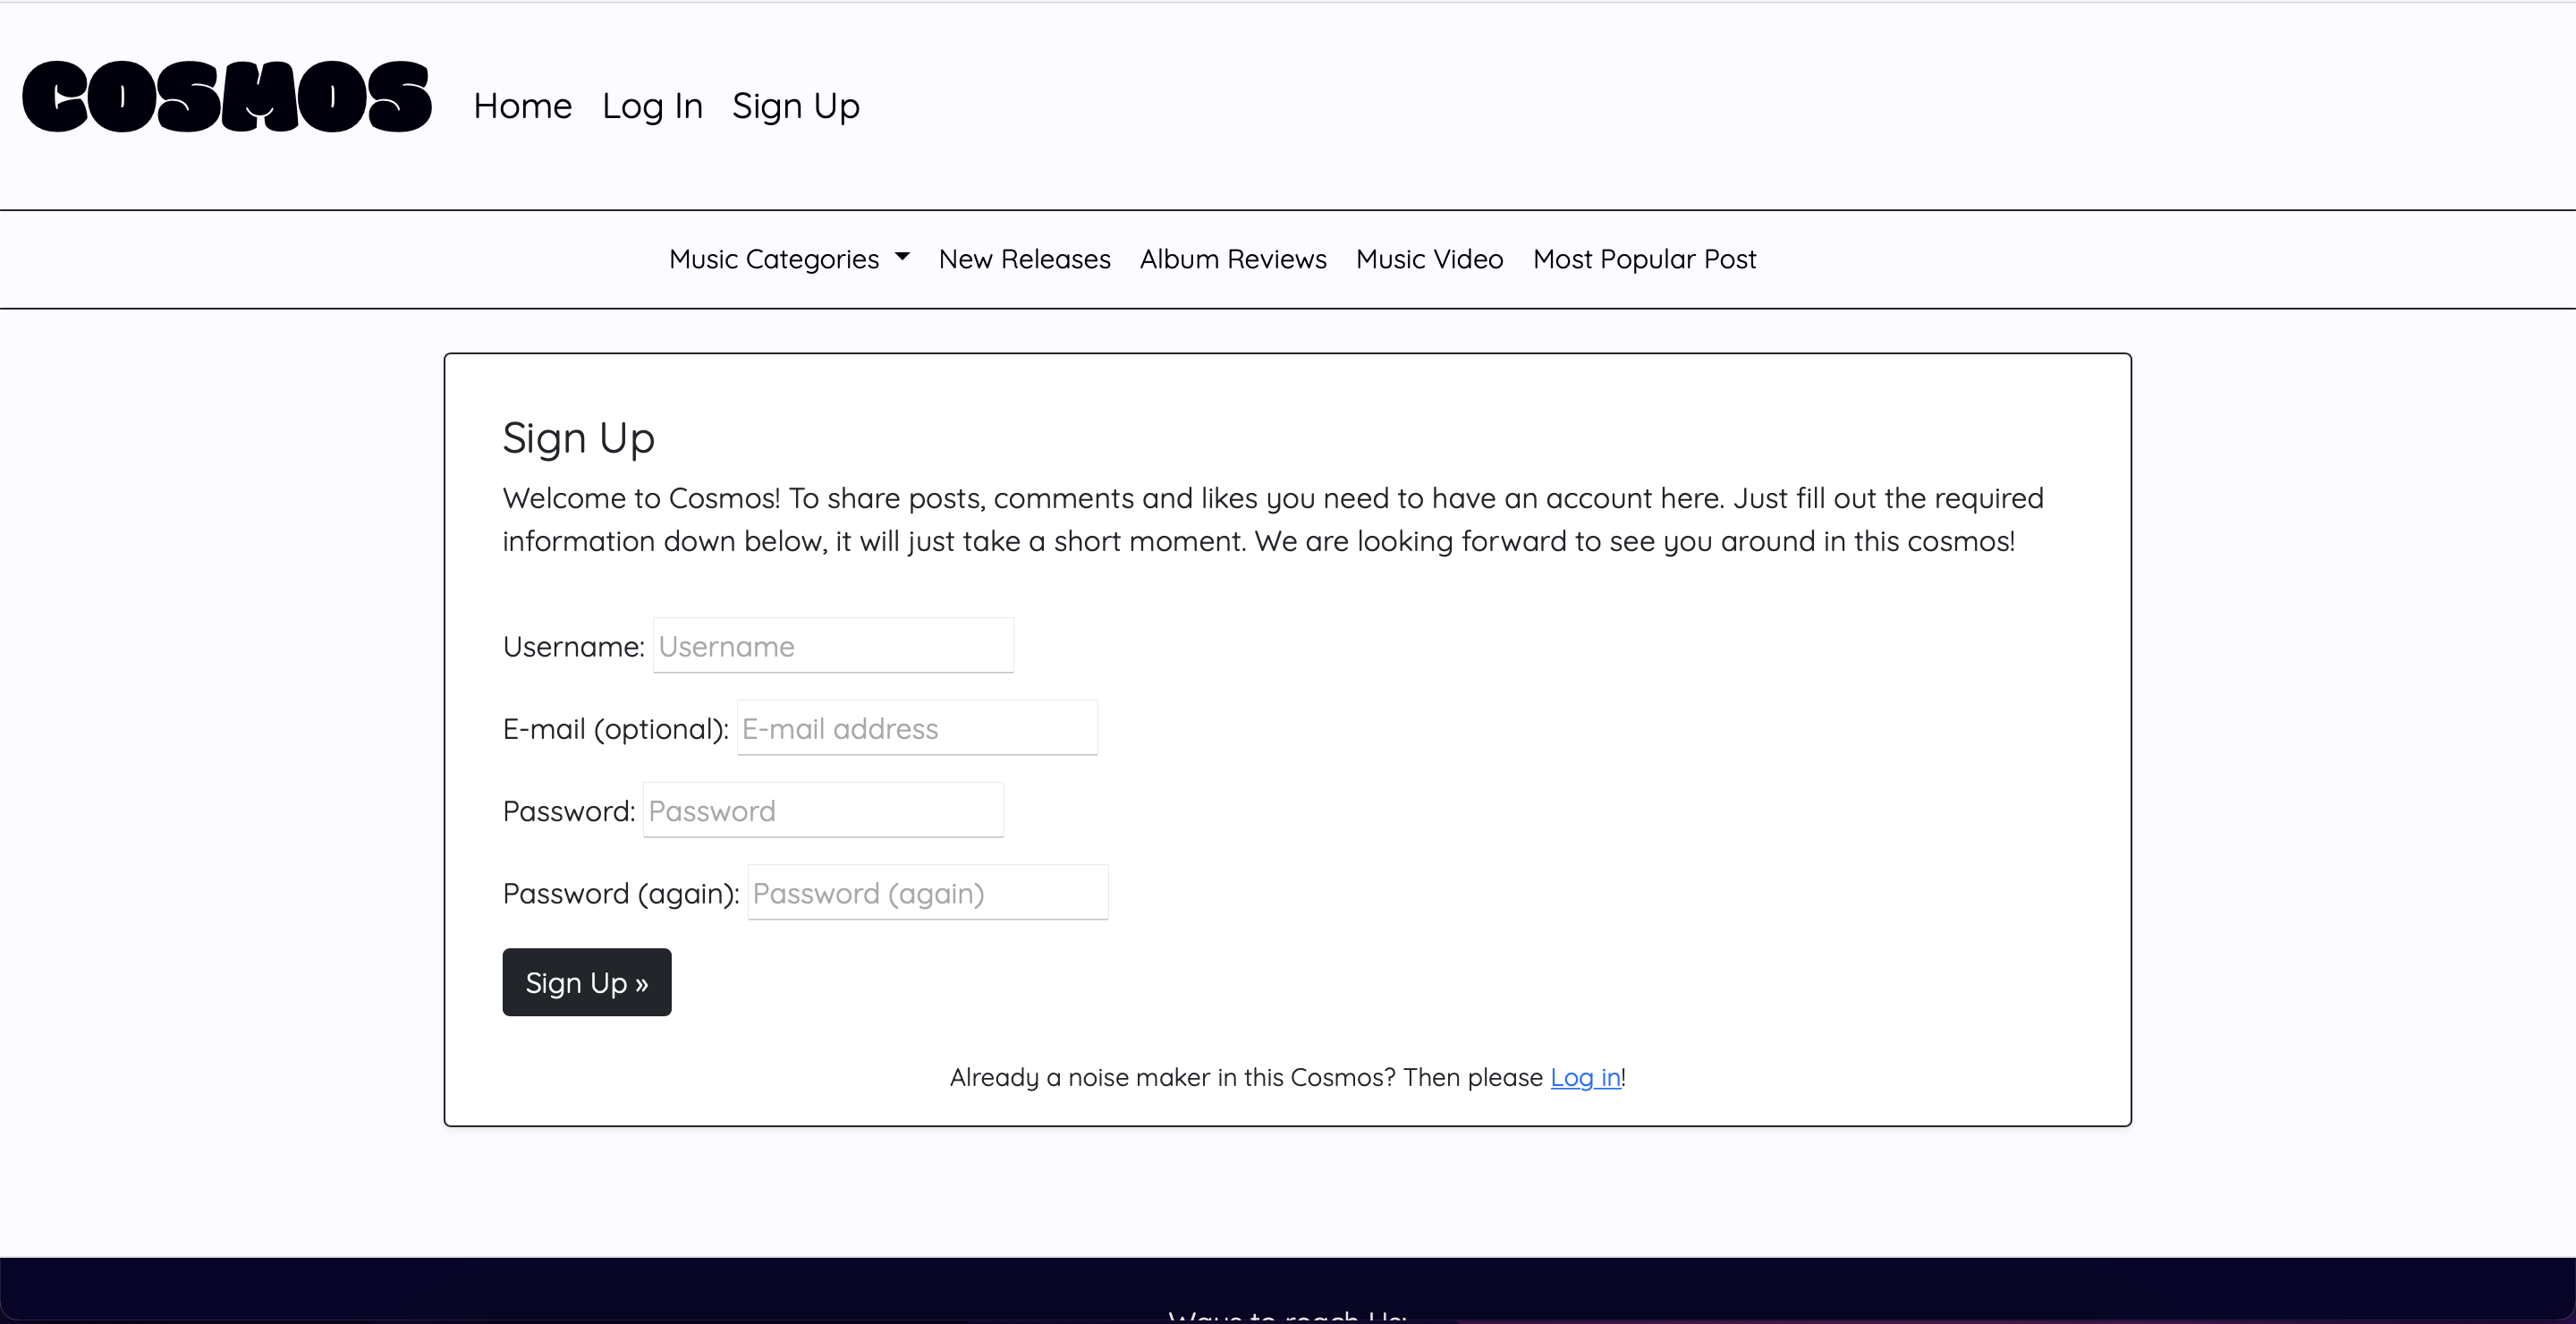 COSMOS
Home Log In Sign Up
Music Categories New Releases Album Reviews Music Video Most Popular Post
Sign Up
Welcome to Cosmos! To share posts, comments and likes you need to have an account here. Just fill out the required
information down below, it will just take a short moment. We are looking forward to see you around in this cosmos!
Username: Username
E-mail (optional): E-mail address
Password: Password
Password (again): Password (again)
Sign Up »
Already a noise maker in this Cosmos? Then please Log in!
Ways to reach Us: